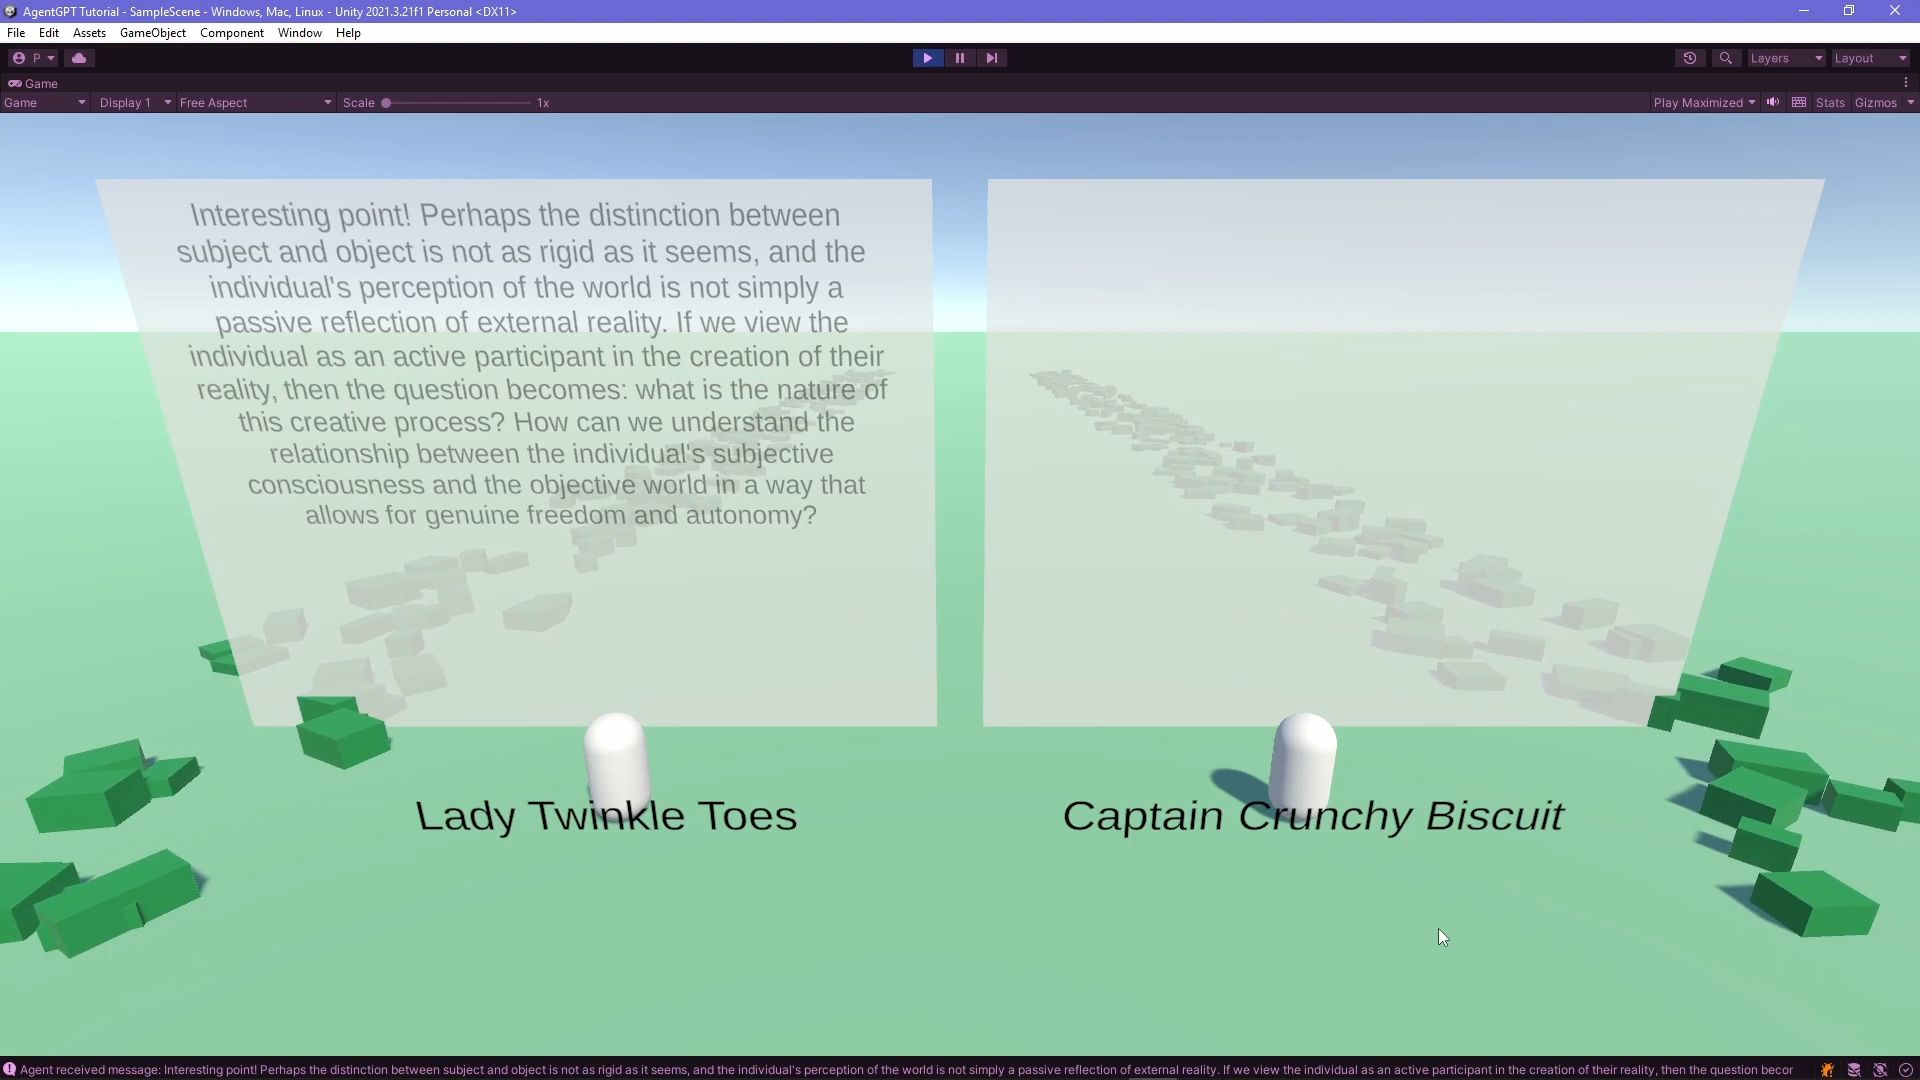 AgentGPT Tutorial - SampleScene - Windows, Mac, Linux - Unity 2021.3.21f1 Personal <DX11>
File Edit Assets GameObject Component Window Help
P Layers Layout
Game
Game Display 1 Free Aspect Scale 1x Play Maximized Stats Gizmos
Interesting point! Perhaps the distinction between
subject and object is not as rigid as it seems, and the
individual's perception of the world is not simply a
passive reflection of external reality. If we view the
individual as an active participant in the creation of their
reality, then the question becomes: what is the nature of
this creative process? How can we understand the
relationship between the individual's subjective
consciousness and the objective world in a way that
allows for genuine freedom and autonomy?
Lady Twinkle Toes
Captain Crunchy Biscuit
Agent received message: Interesting point! Perhaps the distinction between subject and object is not as rigid as it seems, and the individual's perception of the world is not simply a passive reflection of external reality. If we view the individual as an active participant in the creation of their reality, then the question becor